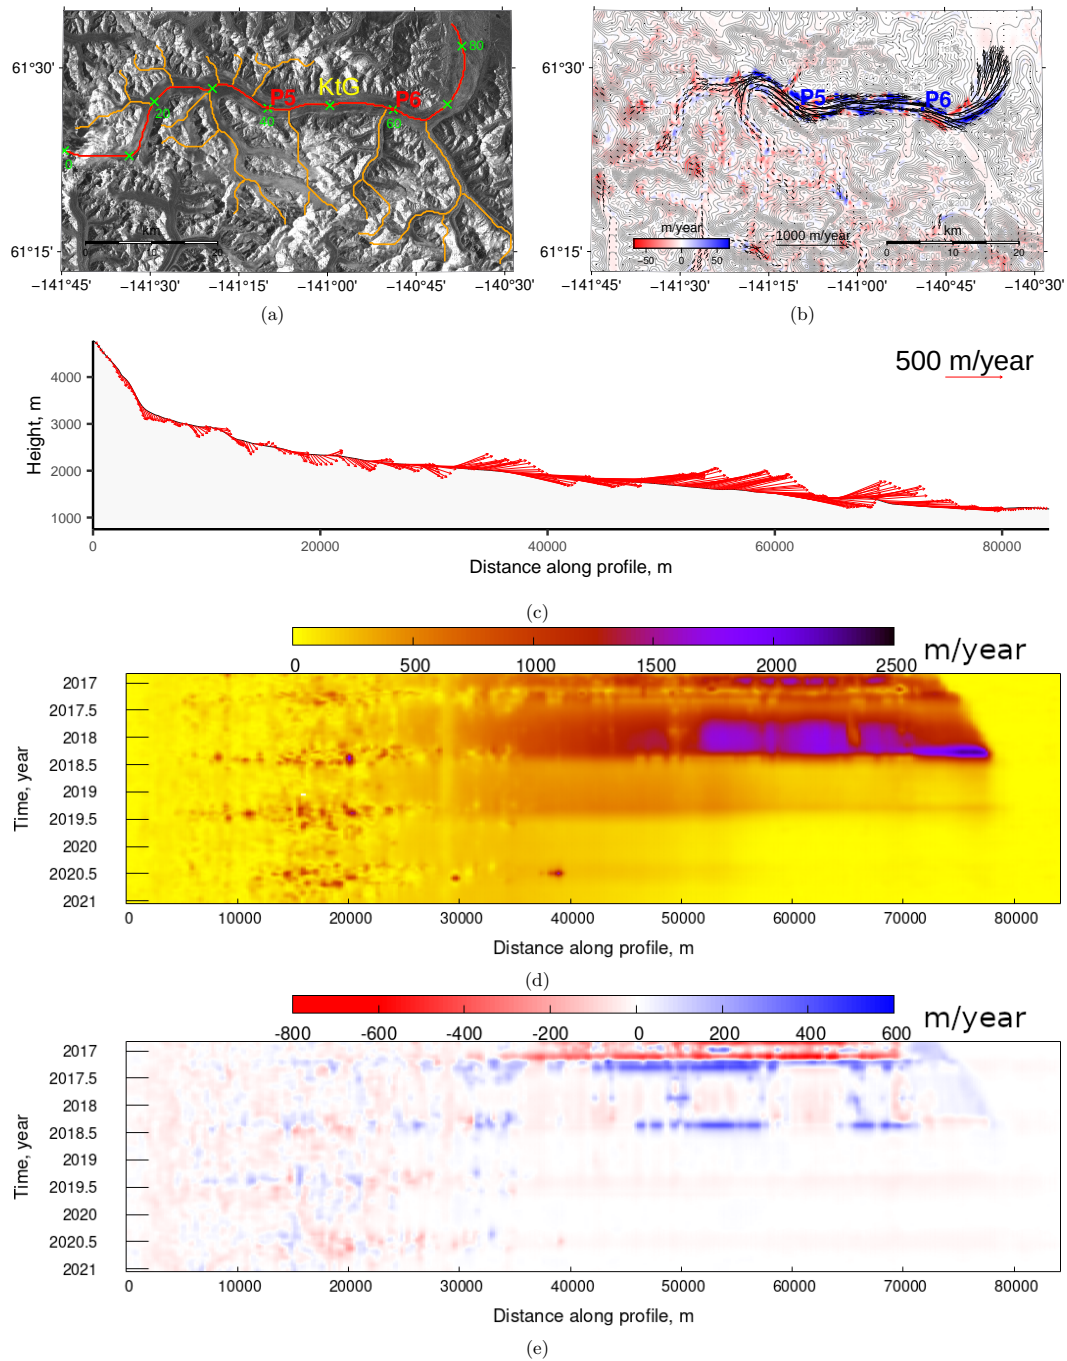 61°30'
61°15'
−141°45' −141°30' −141°15' −141°00' −140°45' −140°30'
0 20 40 60 80
P5 KtG P6
km
0 10 20
(a)
61°30'
61°15'
−141°45' −141°30' −141°15' −141°00' −140°45' −140°30'
P5 P6
m/year
−50 0 50
1000 m/year
km
0 10 20
(b)
500 m/year
Height, m
4000
3000
2000
1000
0 20000 40000 60000 80000
Distance along profile, m
(c)
m/year
0 500 1000 1500 2000 2500
Time, year
2017
2017.5
2018
2018.5
2019
2019.5
2020
2020.5
2021
0 10000 20000 30000 40000 50000 60000 70000 80000
Distance along profile, m
(d)
m/year
-800 -600 -400 -200 0 200 400 600
Time, year
2017
2017.5
2018
2018.5
2019
2019.5
2020
2020.5
2021
0 10000 20000 30000 40000 50000 60000 70000 80000
Distance along profile, m
(e)